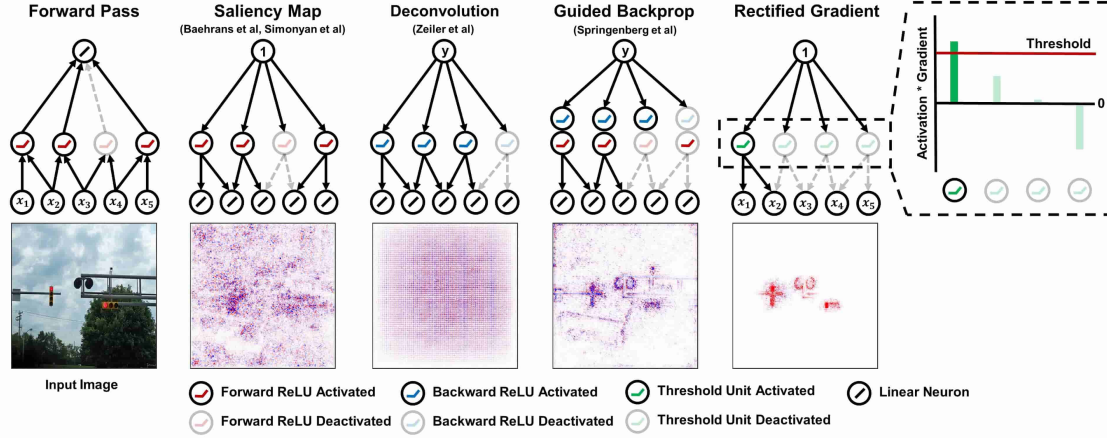 Forward Pass
Saliency Map
(Baehrans et al, Simonyan et al)
Deconvolution
(Zeiler et al)
Guided Backprop
(Springenberg et al)
Rectified Gradient
1
y
y
1
x₁ x₂ x₃ x₄ x₅
x₁ x₂ x₃ x₄ x₅
Activation * Gradient
Threshold
0
Input Image
Forward ReLU Activated
Backward ReLU Activated
Threshold Unit Activated
Linear Neuron
Forward ReLU Deactivated
Backward ReLU Deactivated
Threshold Unit Deactivated